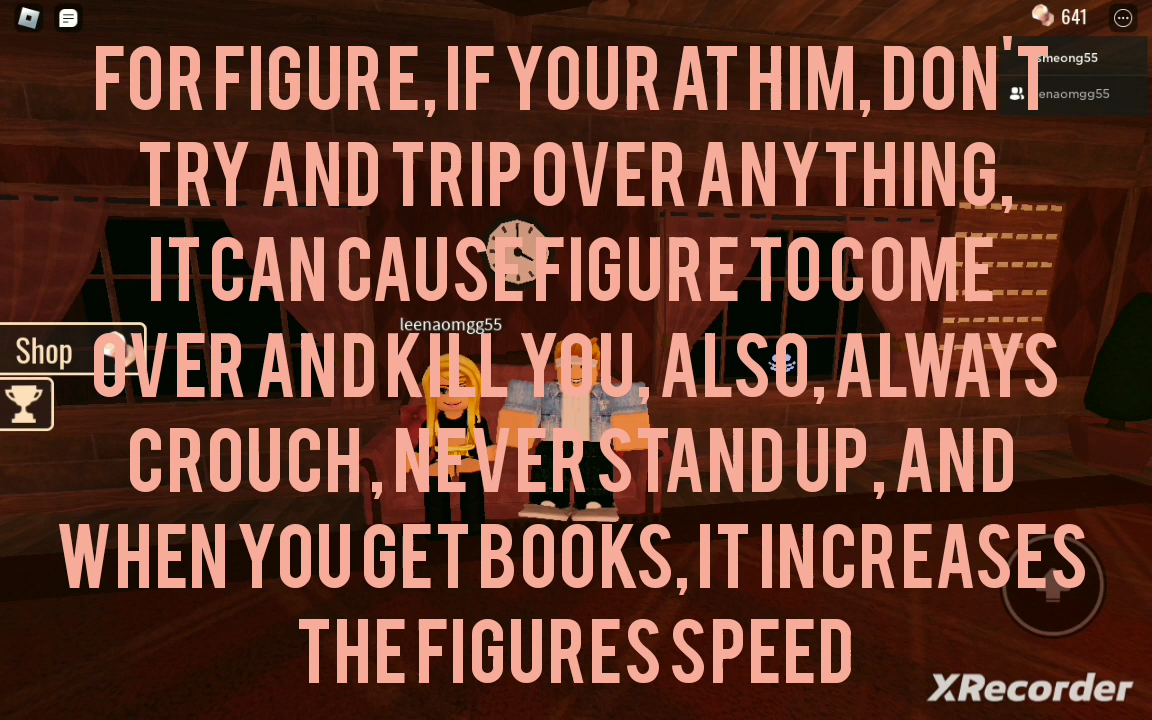 641
FOR FIGURE, IF YOUR AT HIM, DON'T
smeong55
enaomgg55
TRY AND TRIP OVER ANYTHING,
IT CAN CAUSE FIGURE TO COME
leenaomgg55
Shop
OVER AND KILL YOU, ALSO, ALWAYS
CROUCH, NEVER STAND UP, AND
WHEN YOU GET BOOKS, IT INCREASES
THE FIGURES SPEED
XRecorder